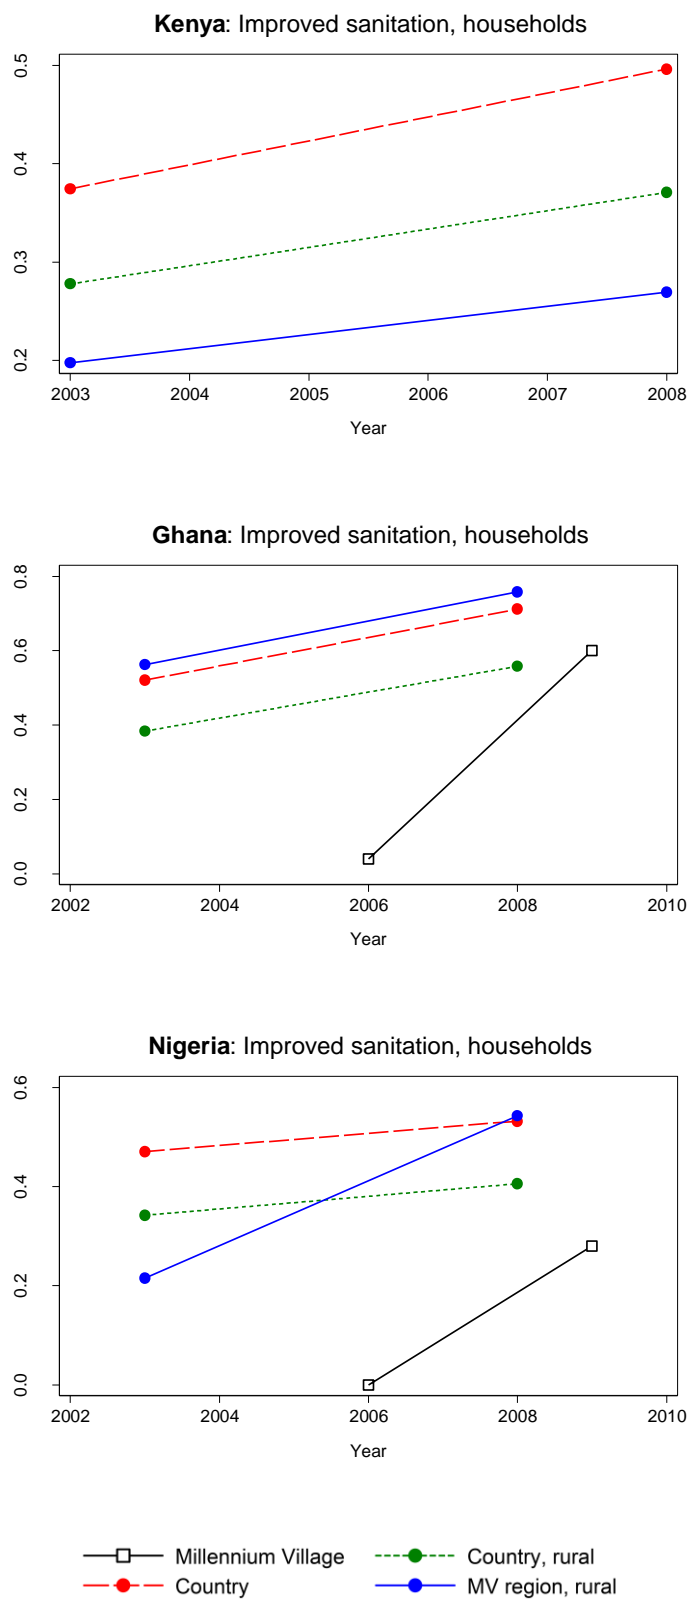 Kenya: Improved sanitation, households
0.5
0.4
0.3
0.2
2003 2004 2005 2006 2007 2008
Year
Ghana: Improved sanitation, households
0.8
0.6
0.4
0.2
0.0
2002 2004 2006 2008 2010
Year
Nigeria: Improved sanitation, households
0.6
0.4
0.2
0.0
2002 2004 2006 2008 2010
Year
Millennium Village Country, rural
Country MV region, rural